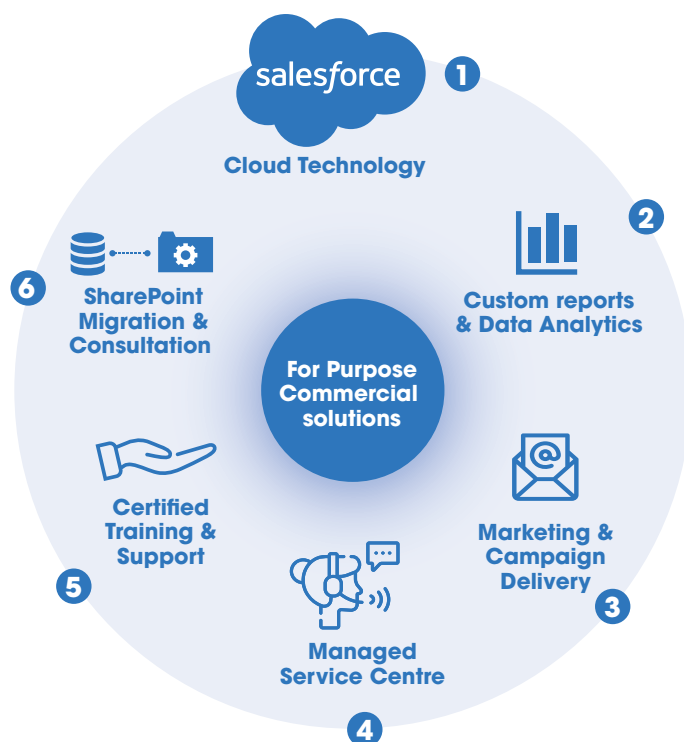 salesforce
1
Cloud Technology
2
Custom reports
& Data Analytics
@
Marketing &
Campaign
Delivery
3
Managed
Service Centre
4
Certified
Training &
Support
5
SharePoint
Migration &
Consultation
6
For Purpose
Commercial
solutions